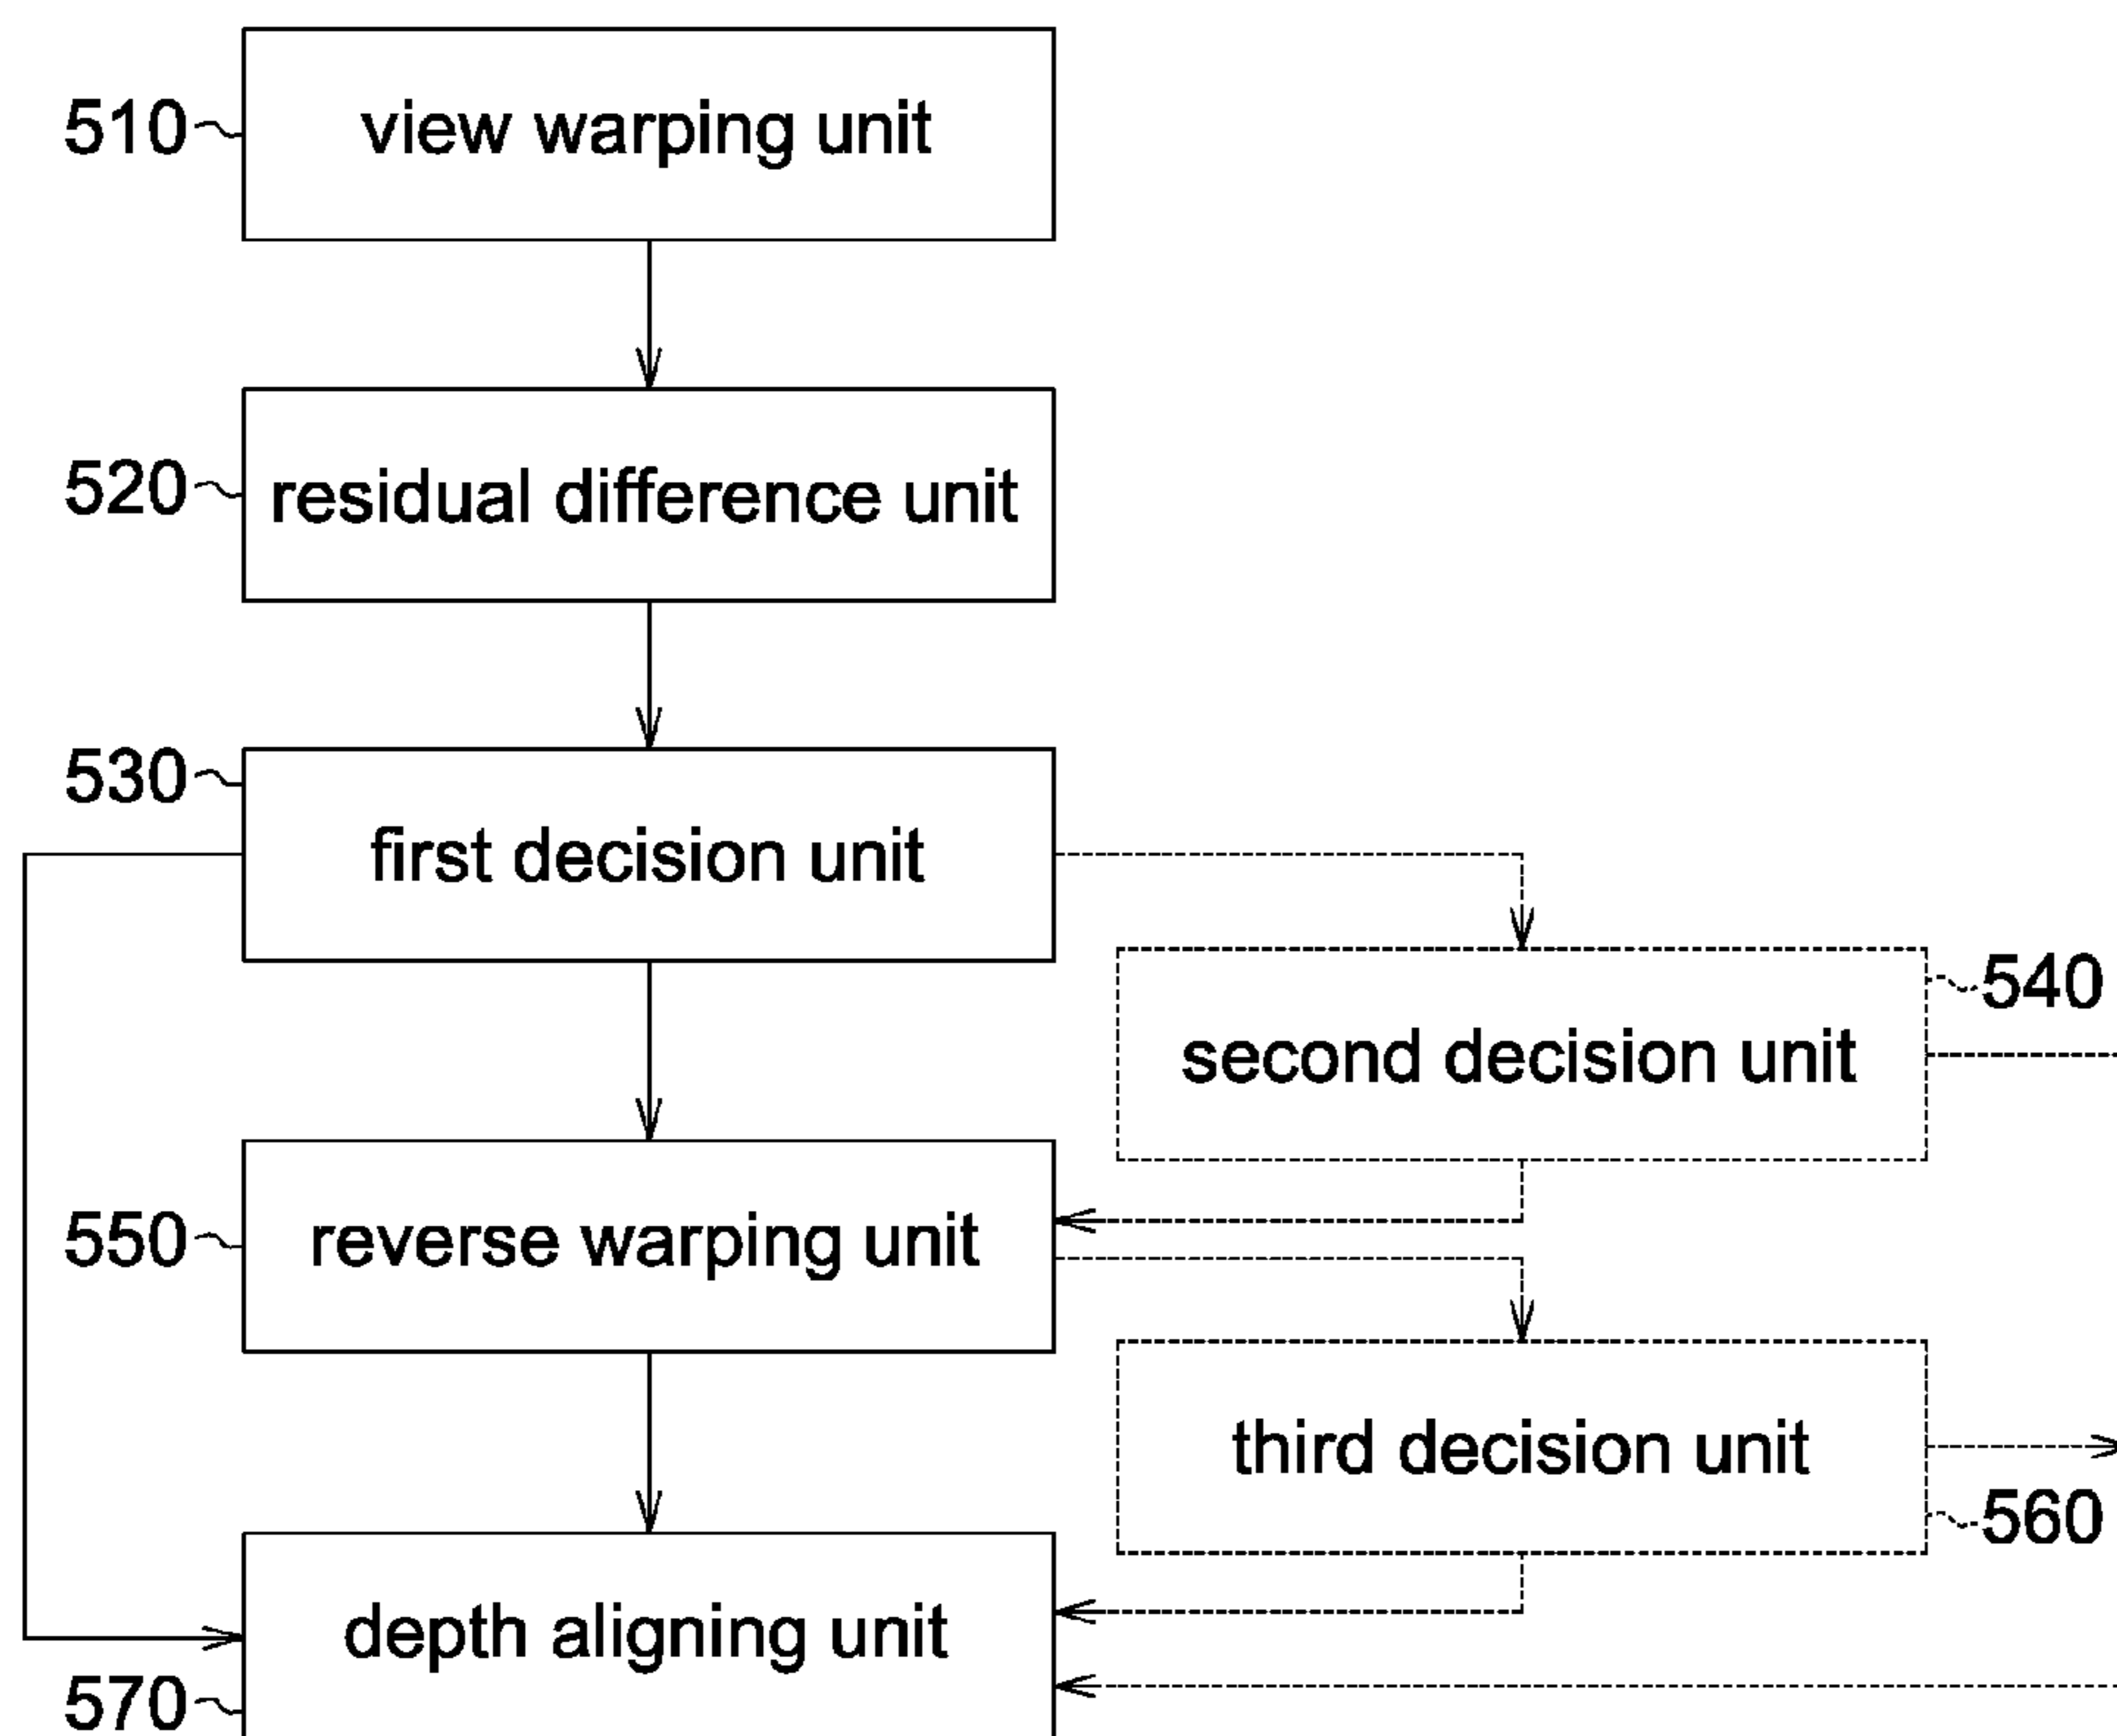 510
view warping unit
520
residual difference unit
530
first decision unit
540
second decision unit
550
reverse warping unit
third decision unit
560
depth aligning unit
570